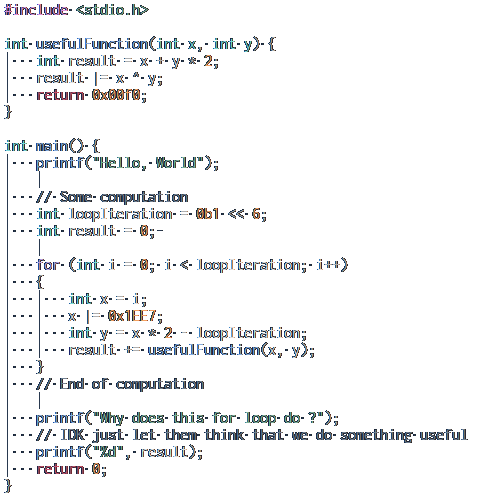 #include <stdio.h>
int usefulFunction(int x, int y) {
int result = x + y * 2;
result |= x ^ y;
return 0x00f0;
}
int main() {
printf("Hello, World");
// Some computation
int loopIteration = 0b1 << 6;
int result = 0;
for (int i = 0; i < loopIteration; i++)
{
int x = i;
x |= 0x1EE7;
int y = x * 2 - loopIteration;
result += usefulFunction(x, y);
}
// End of computation
printf("Why does this for loop do ?");
// IDK just let them think that we do something useful
printf("%d", result);
return 0;
}